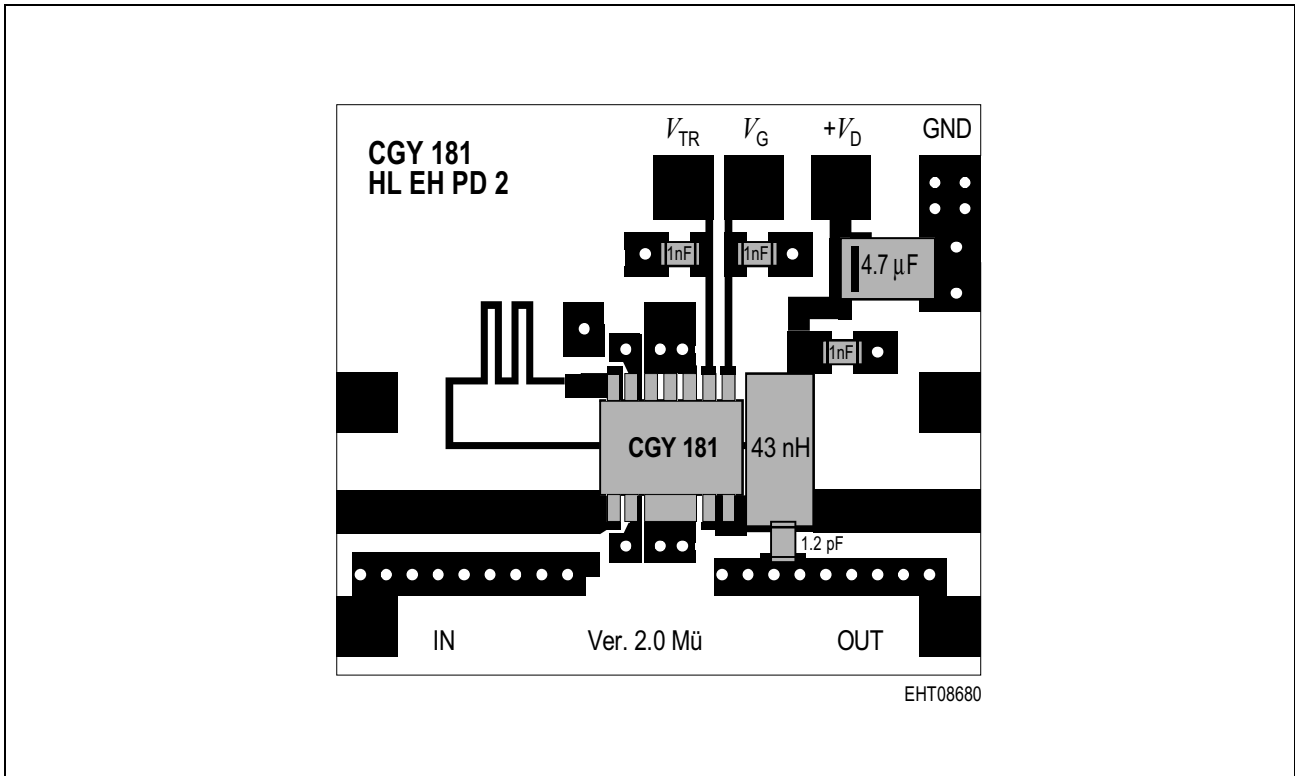 V_TR V_G +V_D GND
CGY 181
HL EH PD 2
1nF 1nF
4.7 µF
1nF
CGY 181 43 nH
1.2 pF
IN Ver. 2.0 Mü OUT
EHT08680